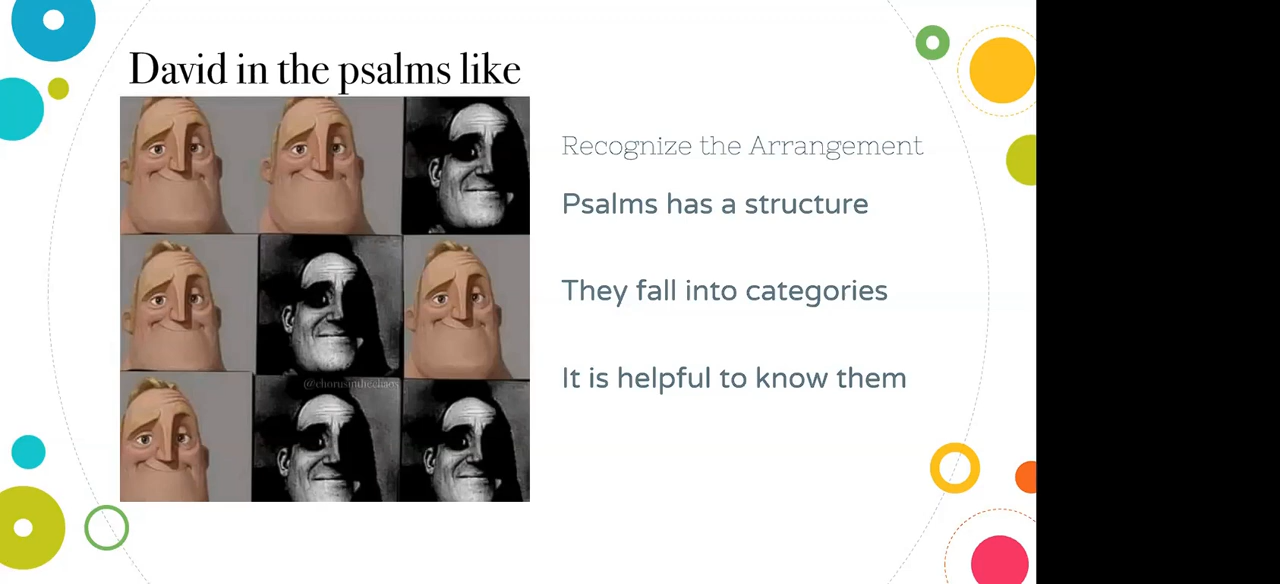 David in the psalms like
Recognize the Arrangement
Psalms has a structure
They fall into categories
It is helpful to know them
@chorusinthechaos